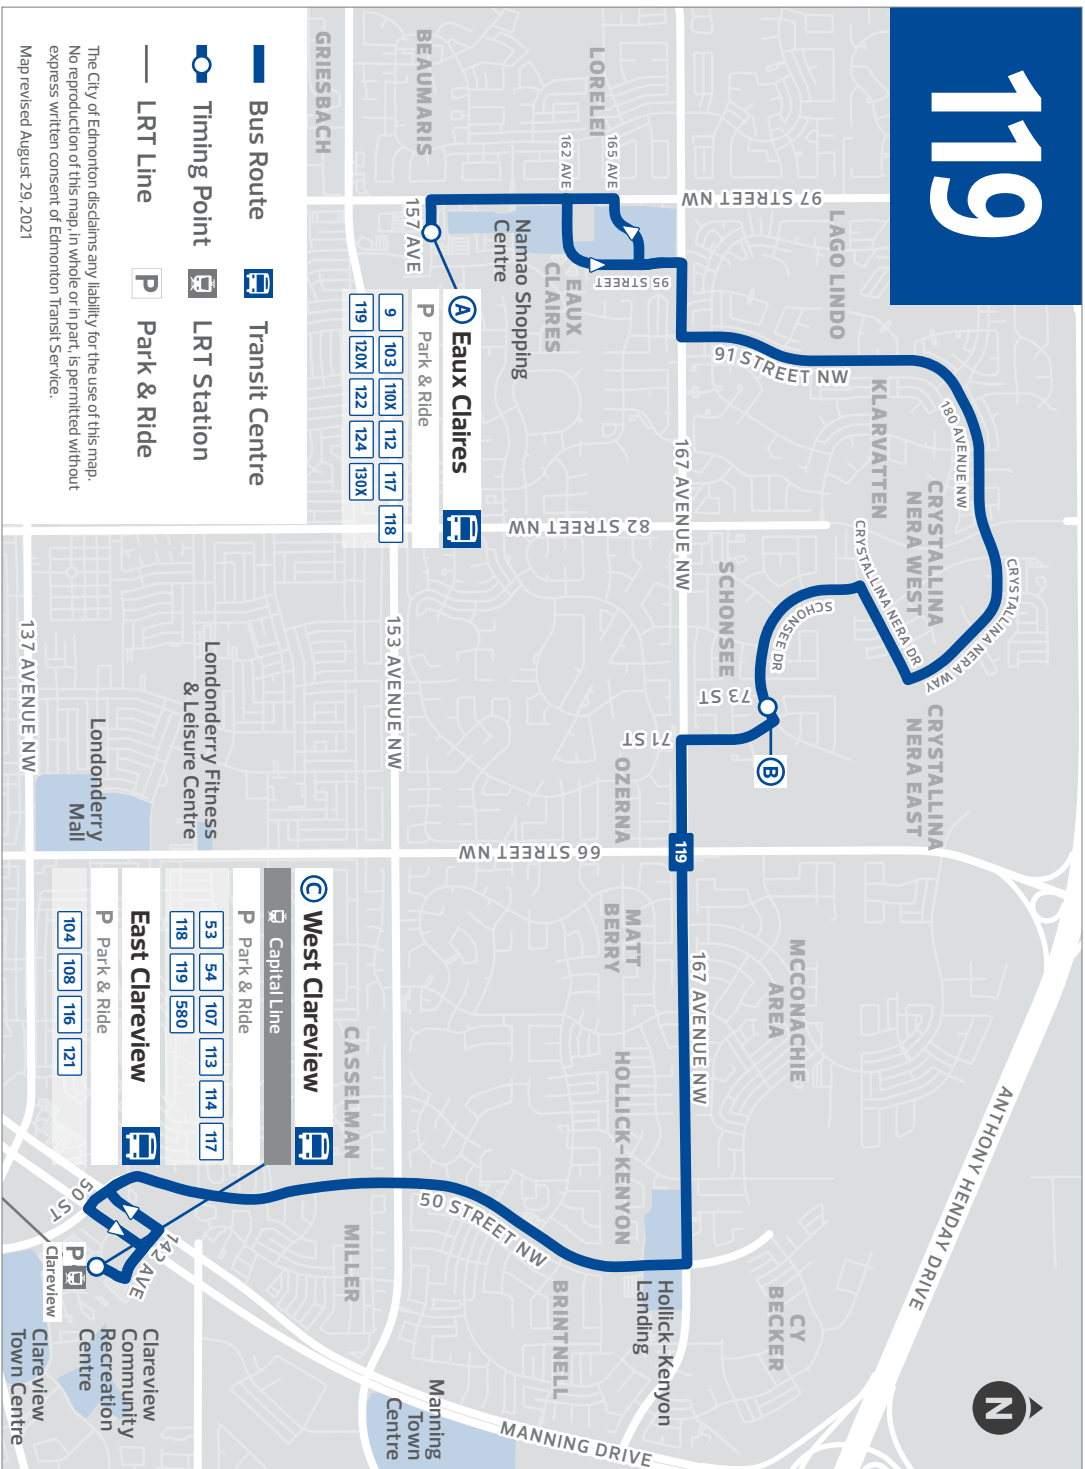 119
Bus Route
Timing Point
LRT Line
Transit Centre
LRT Station
P Park & Ride
The City of Edmonton disclaims any liability for the use of this map.
No reproduction of this map, in whole or in part, is permitted without
express written consent of Edmonton Transit Service.
Map revised August 29, 2021
N
GRIESBACH
BEAUMARIS
LORELEI
162 AVE
165 AVE
97 STREET NW
LAGO LINDO
157 AVE
Namao Shopping
Centre
EAUX
CLAIRES
95 STREET
91 STREET NW
KLARVATTEN
180 AVENUE NW
CRYSTALLINA
NERA WEST
CRYSTALLINA NERA WAY
CRYSTALLINA NERA DR
CRYSTALLINA
NERA EAST
SCHONSEE
SCHONSEE DR
73 ST
71 ST
B
A Eaux Claires
P Park & Ride
9 103 110X 112 117 118
119 120X 122 124 130X
82 STREET NW
167 AVENUE NW
153 AVENUE NW
137 AVENUE NW
Londonderry Fitness
& Leisure Centre
Londonderry
Mall
OZERNA
66 STREET NW
119
MATT
BERRY
167 AVENUE NW
MCCONACHIE
AREA
HOLLICK-KENYON
ANTHONY HENDAY DRIVE
C West Clareview
Capital Line
P Park & Ride
53 54 107 113 114 117
118 119 580
East Clareview
P Park & Ride
104 108 116 121
CASSELMAN
MILLER
50 STREET NW
50 ST
142 AVE
P
Clareview
BRINTNELL
Hollick-Kenyon
Landing
CY
BECKER
Clareview
Community
Recreation
Centre
Clareview
Town Centre
Manning
Town
Centre
MANNING DRIVE